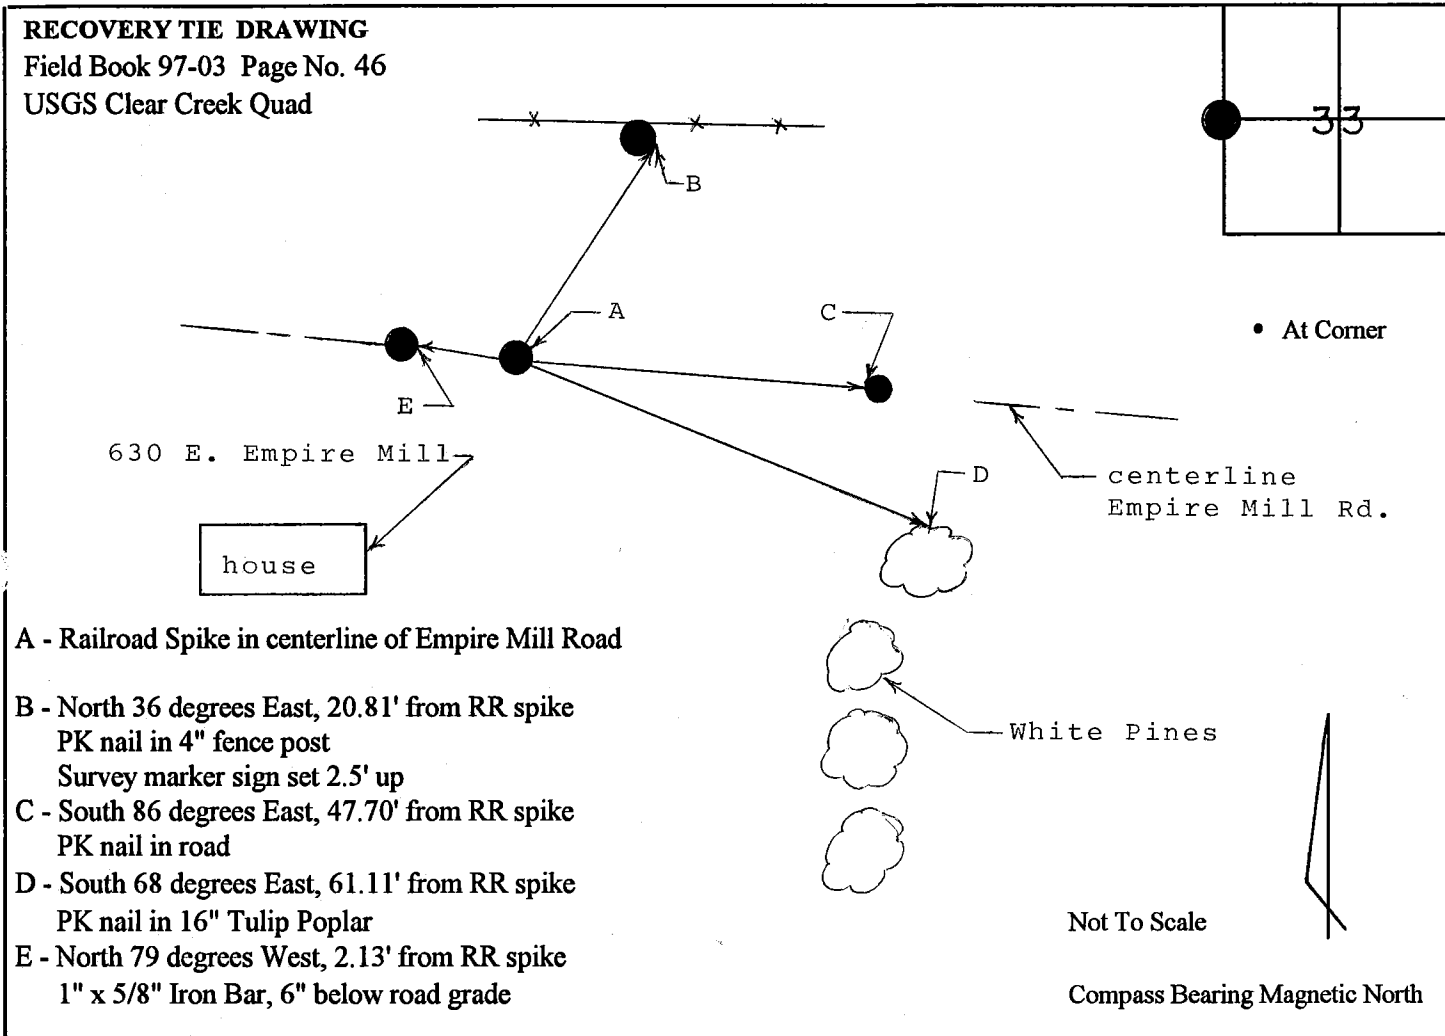 RECOVERY TIE DRAWING
Field Book 97-03 Page No. 46
USGS Clear Creek Quad
33
B
A
C
At Corner
E
630 E. Empire Mill
D
centerline
Empire Mill Rd.
house
A - Railroad Spike in centerline of Empire Mill Road
B - North 36 degrees East, 20.81' from RR spike
PK nail in 4" fence post
Survey marker sign set 2.5' up
C - South 86 degrees East, 47.70' from RR spike
PK nail in road
D - South 68 degrees East, 61.11' from RR spike
PK nail in 16" Tulip Poplar
E - North 79 degrees West, 2.13' from RR spike
1" x 5/8" Iron Bar, 6" below road grade
White Pines
Not To Scale
Compass Bearing Magnetic North